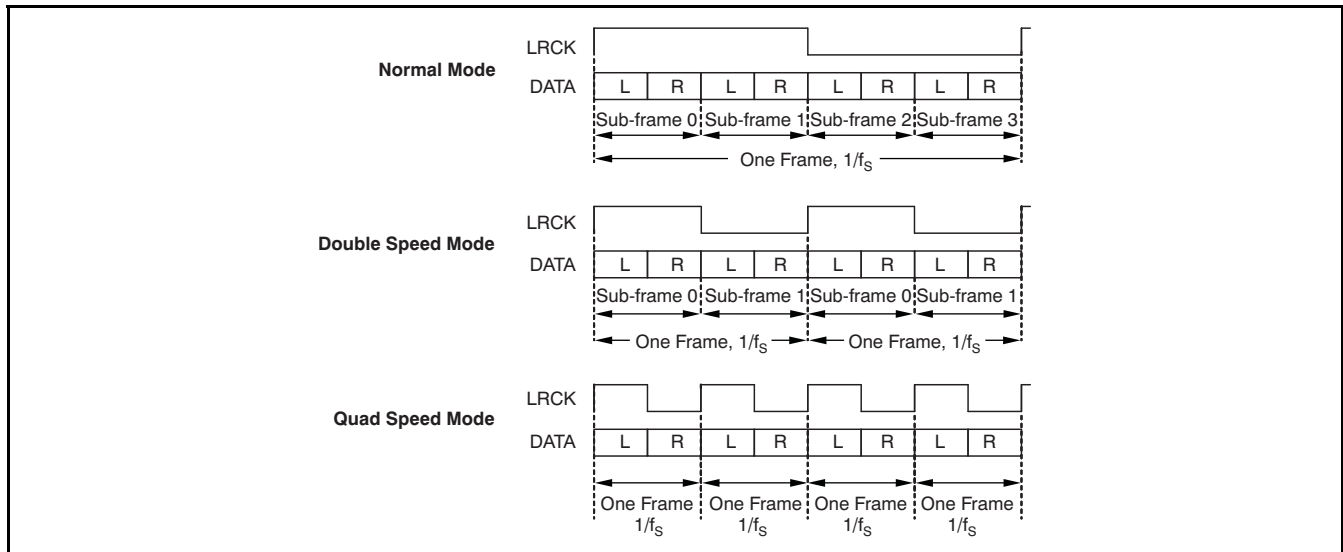 LRCK
Normal Mode
DATA L R L R L R L R
Sub-frame 0 Sub-frame 1 Sub-frame 2 Sub-frame 3
One Frame, 1/fS
LRCK
Double Speed Mode
DATA L R L R L R L R
Sub-frame 0 Sub-frame 1 Sub-frame 0 Sub-frame 1
One Frame, 1/fS One Frame, 1/fS
LRCK
Quad Speed Mode
DATA L R L R L R L R
One Frame One Frame One Frame One Frame
1/fS 1/fS 1/fS 1/fS